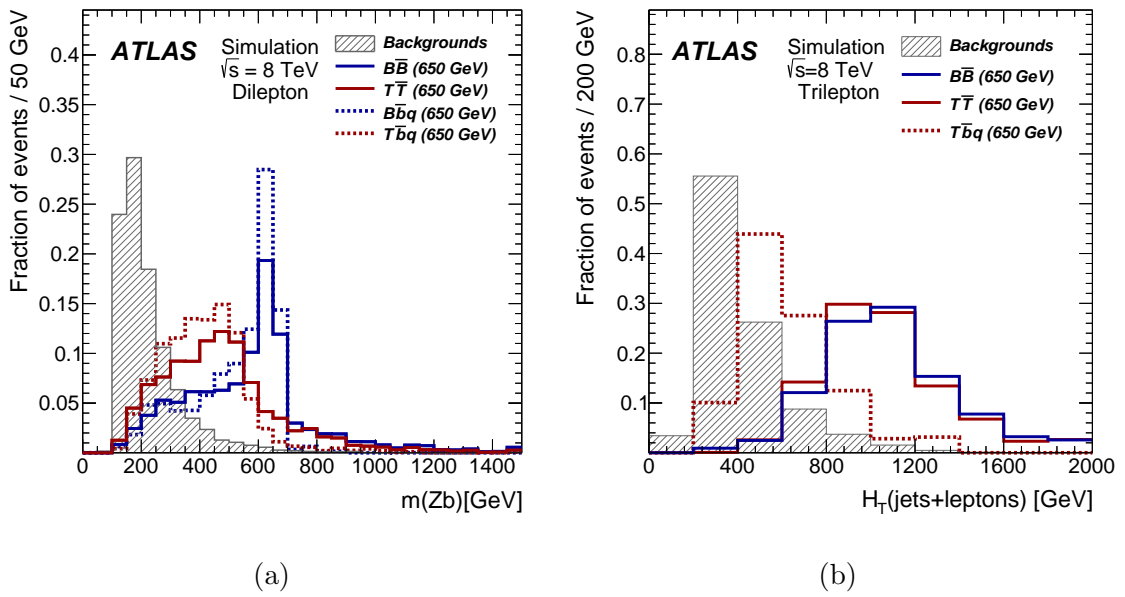 Fraction of events / 50 GeV
0.4
0.35
0.3
0.25
0.2
0.15
0.1
0.05
ATLAS
Simulation
√s = 8 TeV
Dilepton
Backgrounds
BB̅ (650 GeV)
TT̅ (650 GeV)
Bb̅q (650 GeV)
Tb̅q (650 GeV)
0 200 400 600 800 1000 1200 1400
m(Zb)[GeV]
(a)
Fraction of events / 200 GeV
0.8
0.7
0.6
0.5
0.4
0.3
0.2
0.1
ATLAS
Simulation
√s=8 TeV
Trilepton
Backgrounds
BB̅ (650 GeV)
TT̅ (650 GeV)
Tb̅q (650 GeV)
0 400 800 1200 1600 2000
H_T(jets+leptons) [GeV]
(b)